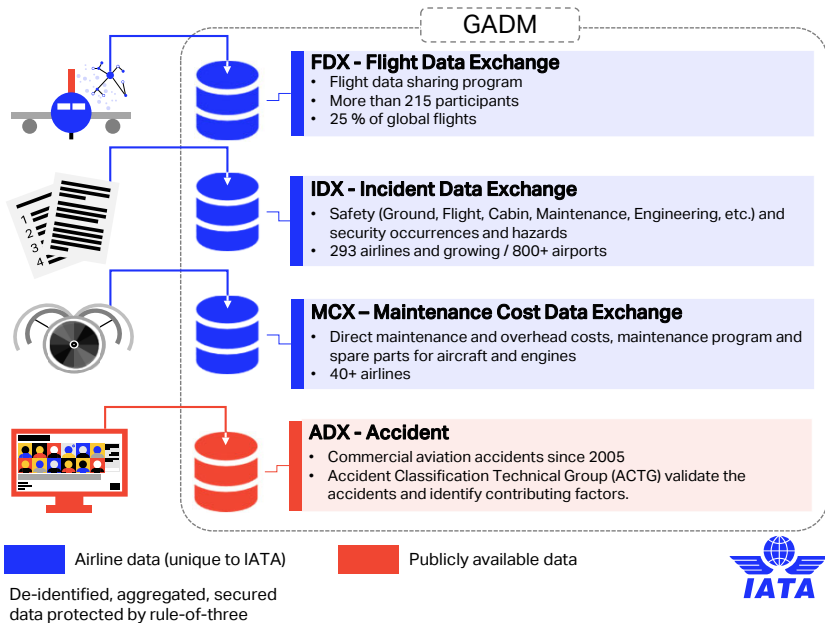 GADM
FDX - Flight Data Exchange
• Flight data sharing program
• More than 215 participants
• 25 % of global flights
IDX - Incident Data Exchange
• Safety (Ground, Flight, Cabin, Maintenance, Engineering, etc.) and
security occurrences and hazards
• 293 airlines and growing / 800+ airports
1
2
3
4
MCX – Maintenance Cost Data Exchange
• Direct maintenance and overhead costs, maintenance program and
spare parts for aircraft and engines
• 40+ airlines
ADX - Accident
• Commercial aviation accidents since 2005
• Accident Classification Technical Group (ACTG) validate the
accidents and identify contributing factors.
Airline data (unique to IATA)
Publicly available data
De-identified, aggregated, secured
data protected by rule-of-three
IATA